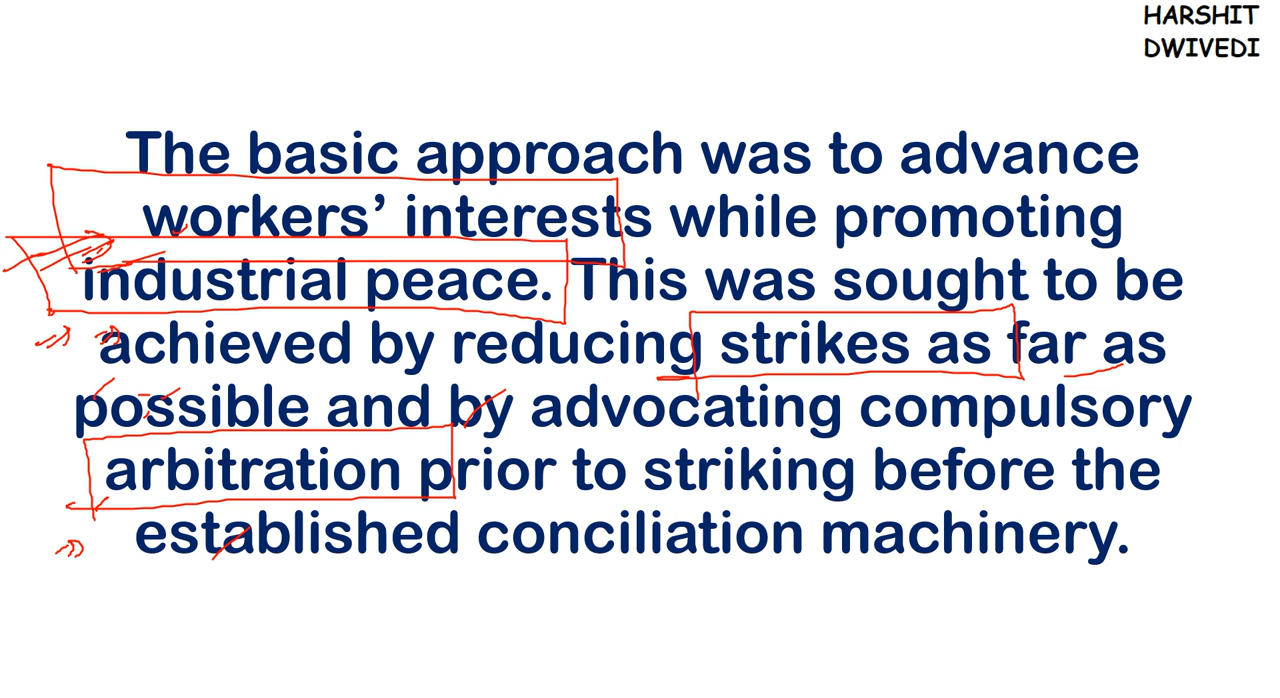 HARSHIT
DWIVEDI
The basic approach was to advance
workers’ interests while promoting
industrial peace. This was sought to be
achieved by reducing strikes as far as
possible and by advocating compulsory
arbitration prior to striking before the
established conciliation machinery.